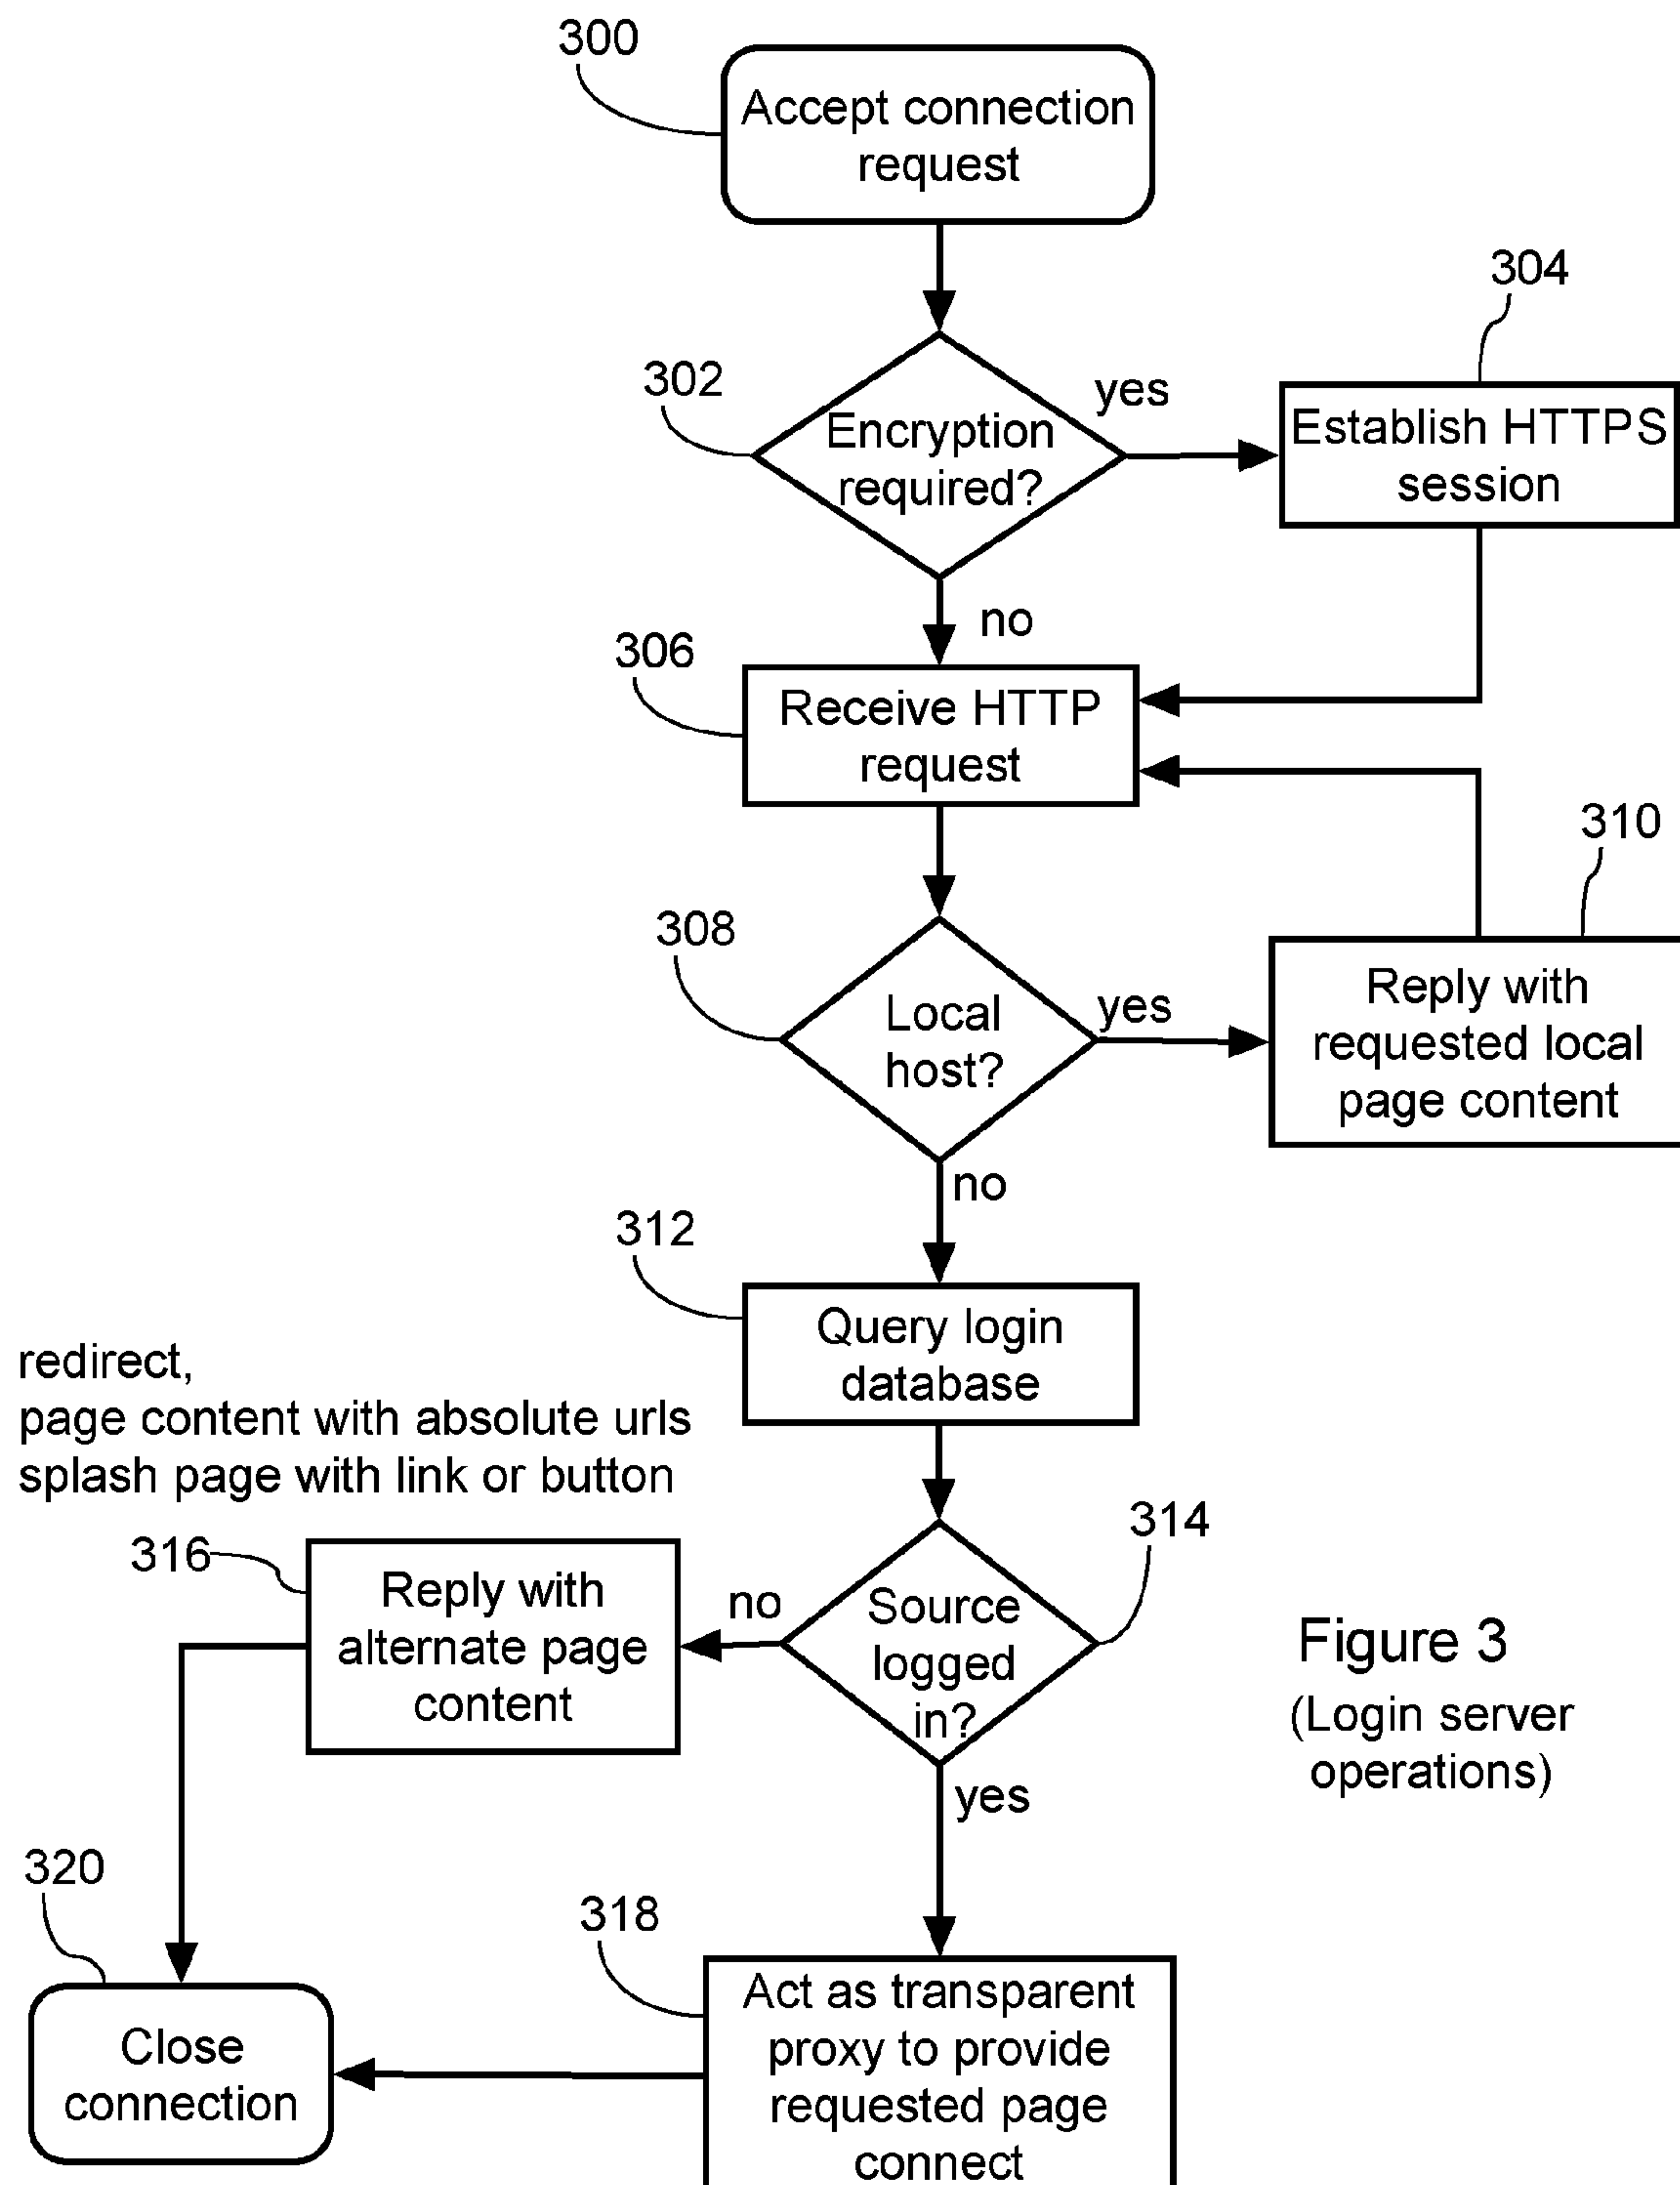 300
Accept connection
request
304
302
yes
Encryption
required?
Establish HTTPS
session
no
306
Receive HTTP
request
310
308
Local
host?
yes
Reply with
requested local
page content
no
312
Query login
database
redirect,
page content with absolute urls
splash page with link or button
314
316
Reply with
alternate page
content
no
Source
logged
in?
Figure 3
(Login server
operations)
yes
320
318
Close
connection
Act as transparent
proxy to provide
requested page
connect